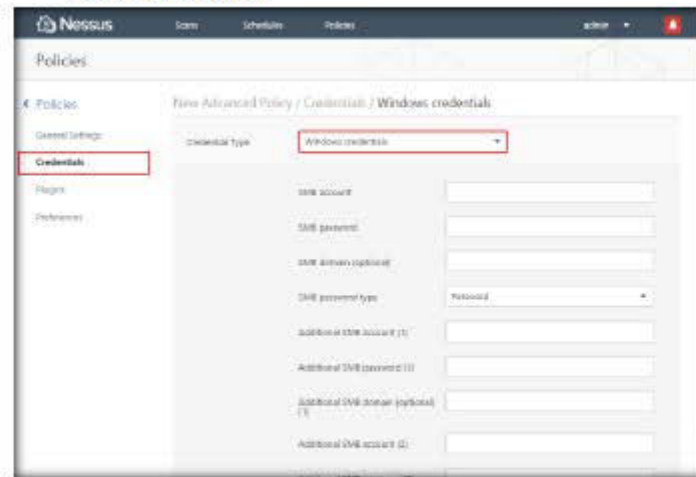 Nessus
Scans
Schedules
Policies
admin
Policies
Policies
New Advanced Policy / Credentials / Windows credentials
General Settings
Credential Type
Windows credentials
Credentials
Plugins
Preferences
SMB account
SMB password
SMB domain (optional)
SMB password type
Password
Additional SMB account (1)
Additional SMB password (1)
Additional SMB domain (optional)
(1)
Additional SMB account (2)